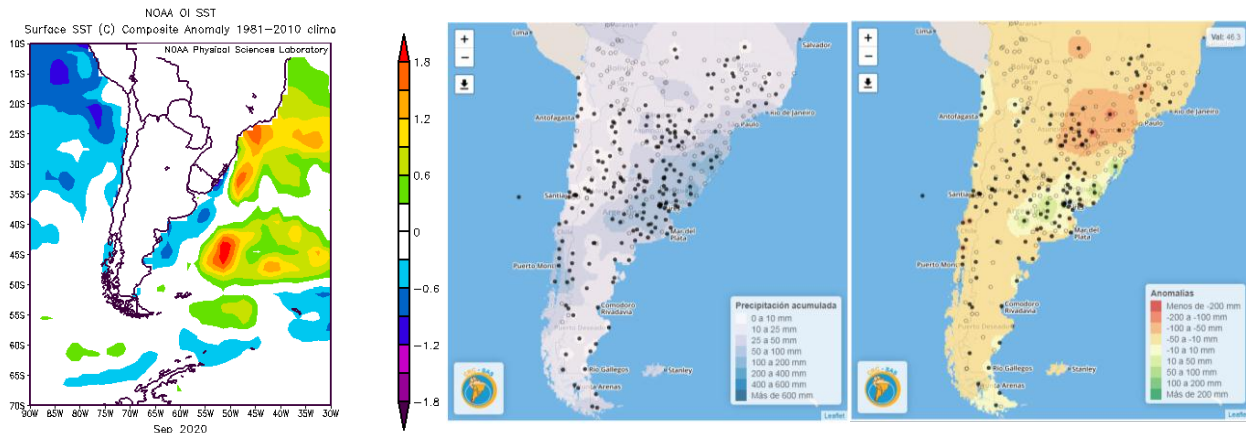 NOAA OI SST
Surface SST (C) Composite Anomaly 1981-2010 climo
NOAA Physical Sciences Laboratory
10S
15S
20S
25S
30S
35S
40S
45S
50S
55S
60S
65S
70S
90W
85W
80W
75W
70W
65W
60W
55W
50W
45W
40W
35W
30W
Sep 2020
1.8
1.2
0.6
0
-0.6
-1.2
-1.8
+
−
Lima
Salvador
Antofagasta
Rio de Janeiro
Paulo
Santiago
Mar del Plata
Puerto Mont
Comodoro Rivadavia
Puerto Deseado
Rio Gallegos
Arenas
Stanley
Precipitación acumulada
0 a 10 mm
10 a 25 mm
25 a 50 mm
50 a 100 mm
100 a 200 mm
200 a 400 mm
400 a 600 mm
Más de 600 mm
Leaflet
+
−
Lima
Val: 46.3
Antofagasta
Rio de Janeiro
Paulo
Santiago
Mar del Plata
Puerto Mont
Comodoro Rivadavia
Puerto Deseado
Rio Gallegos
Arenas
Stanley
Anomalías
Menos de -200 mm
-200 a -100 mm
-100 a -50 mm
-50 a -10 mm
-10 a 10 mm
10 a 50 mm
50 a 100 mm
100 a 200 mm
Más de 200 mm
Leaflet